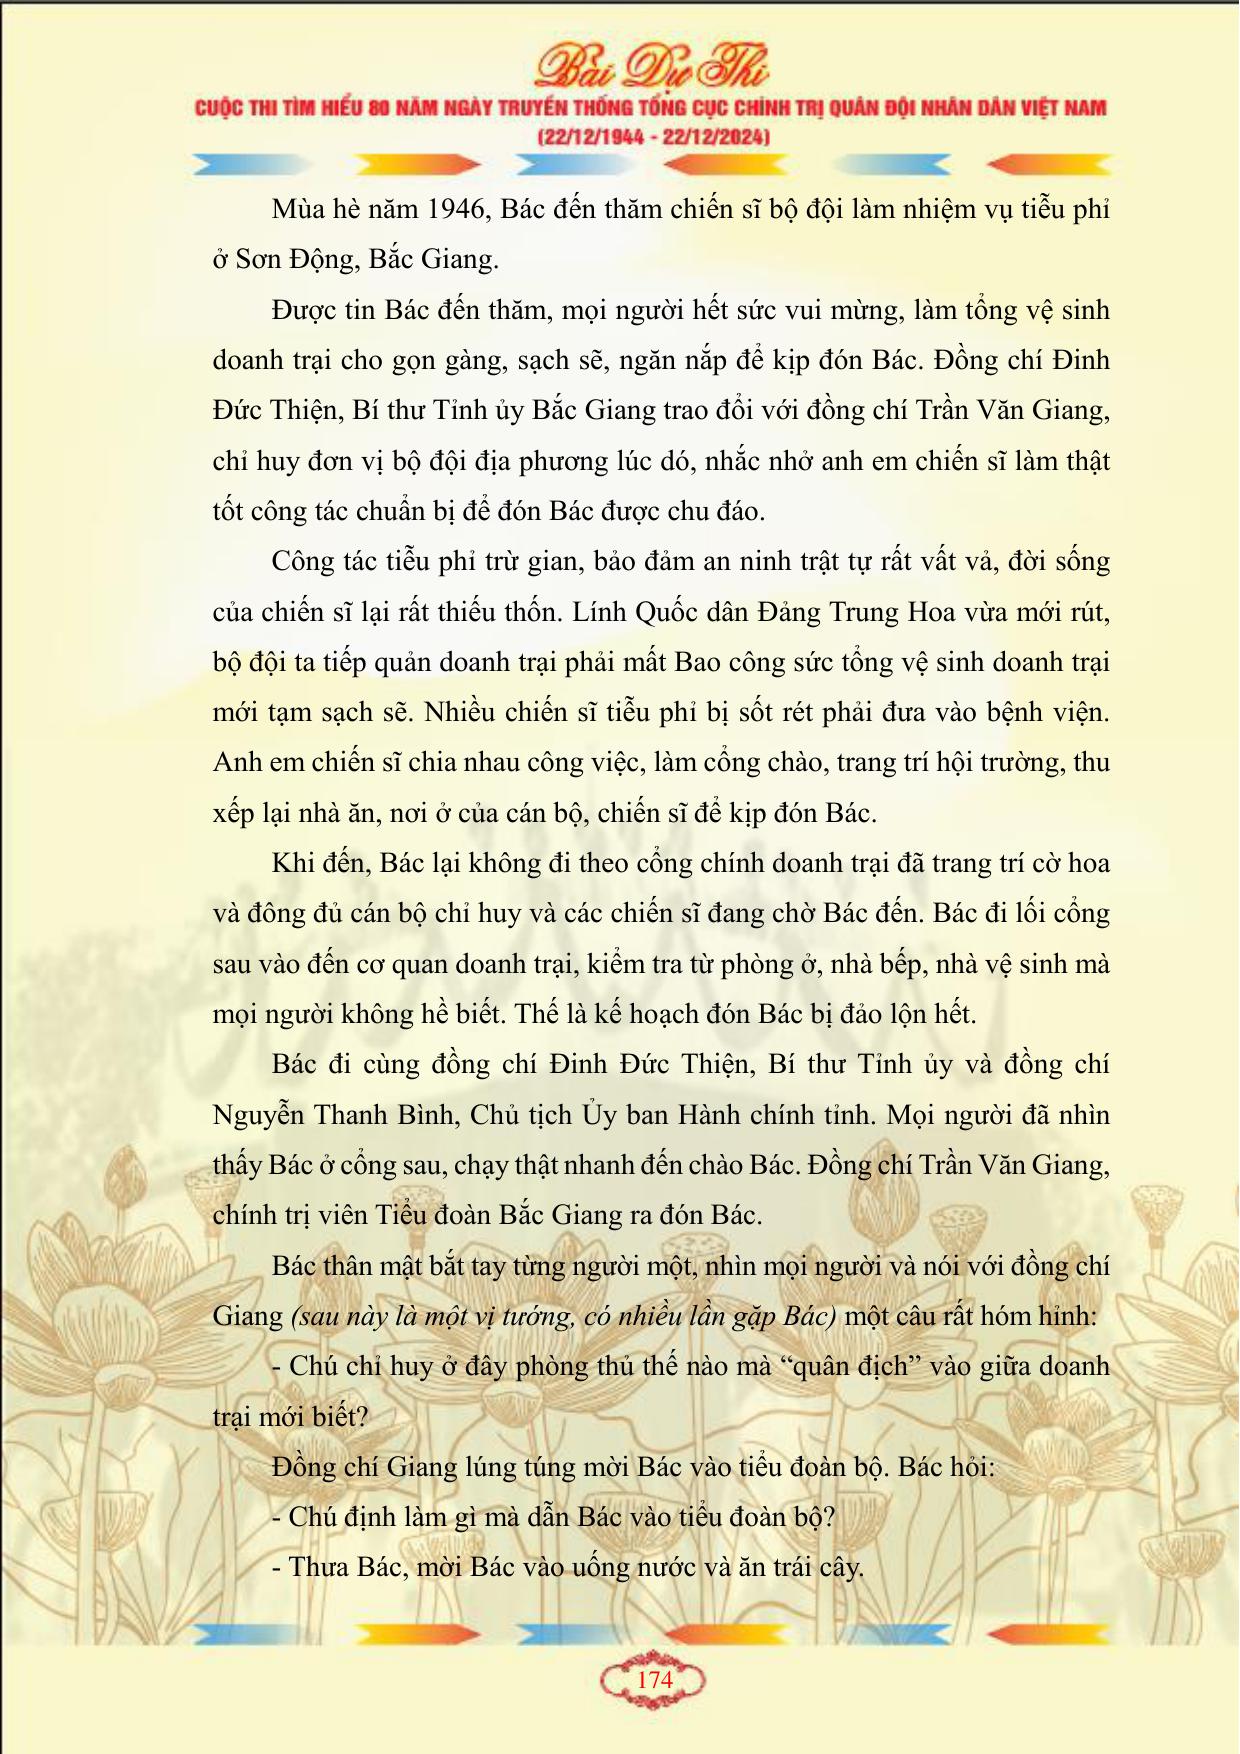 Bài Dự Thi
CUỘC THI TÌM HIỂU 80 NĂM NGÀY TRUYỀN THỐNG TỔNG CỤC CHÍNH TRỊ QUÂN ĐỘI NHÂN DÂN VIỆT NAM
(22/12/1944 - 22/12/2024)
Mùa hè năm 1946, Bác đến thăm chiến sĩ bộ đội làm nhiệm vụ tiễu phỉ
ở Sơn Động, Bắc Giang.
Được tin Bác đến thăm, mọi người hết sức vui mừng, làm tổng vệ sinh
doanh trại cho gọn gàng, sạch sẽ, ngăn nắp để kịp đón Bác. Đồng chí Đinh
Đức Thiện, Bí thư Tỉnh ủy Bắc Giang trao đổi với đồng chí Trần Văn Giang,
chỉ huy đơn vị bộ đội địa phương lúc dó, nhắc nhở anh em chiến sĩ làm thật
tốt công tác chuẩn bị để đón Bác được chu đáo.
Công tác tiễu phỉ trừ gian, bảo đảm an ninh trật tự rất vất vả, đời sống
của chiến sĩ lại rất thiếu thốn. Lính Quốc dân Đảng Trung Hoa vừa mới rút,
bộ đội ta tiếp quản doanh trại phải mất Bao công sức tổng vệ sinh doanh trại
mới tạm sạch sẽ. Nhiều chiến sĩ tiễu phỉ bị sốt rét phải đưa vào bệnh viện.
Anh em chiến sĩ chia nhau công việc, làm cổng chào, trang trí hội trường, thu
xếp lại nhà ăn, nơi ở của cán bộ, chiến sĩ để kịp đón Bác.
Khi đến, Bác lại không đi theo cổng chính doanh trại đã trang trí cờ hoa
và đông đủ cán bộ chỉ huy và các chiến sĩ đang chờ Bác đến. Bác đi lối cổng
sau vào đến cơ quan doanh trại, kiểm tra từ phòng ở, nhà bếp, nhà vệ sinh mà
mọi người không hề biết. Thế là kế hoạch đón Bác bị đảo lộn hết.
Bác đi cùng đồng chí Đinh Đức Thiện, Bí thư Tỉnh ủy và đồng chí
Nguyễn Thanh Bình, Chủ tịch Ủy ban Hành chính tỉnh. Mọi người đã nhìn
thấy Bác ở cổng sau, chạy thật nhanh đến chào Bác. Đồng chí Trần Văn Giang,
chính trị viên Tiểu đoàn Bắc Giang ra đón Bác.
Bác thân mật bắt tay từng người một, nhìn mọi người và nói với đồng chí
Giang (sau này là một vị tướng, có nhiều lần gặp Bác) một câu rất hóm hỉnh:
- Chú chỉ huy ở đây phòng thủ thế nào mà “quân địch” vào giữa doanh
trại mới biết?
Đồng chí Giang lúng túng mời Bác vào tiểu đoàn bộ. Bác hỏi:
- Chú định làm gì mà dẫn Bác vào tiểu đoàn bộ?
- Thưa Bác, mời Bác vào uống nước và ăn trái cây.
174